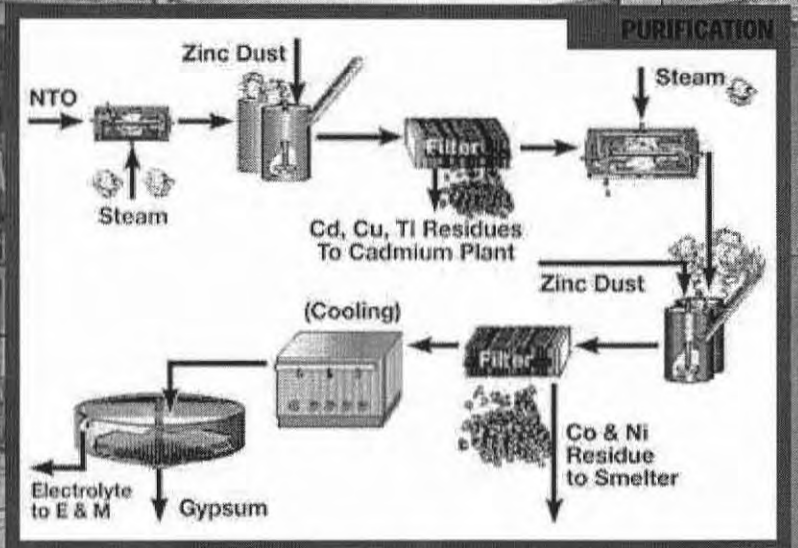 PURIFICATION
Zinc Dust
Steam
NTO
Filter
Steam
Cd, Cu, Tl Residues
To Cadmium Plant
Zinc Dust
(Cooling)
Filter
Co & Ni
Residue
to Smelter
Electrolyte
to E & M
Gypsum